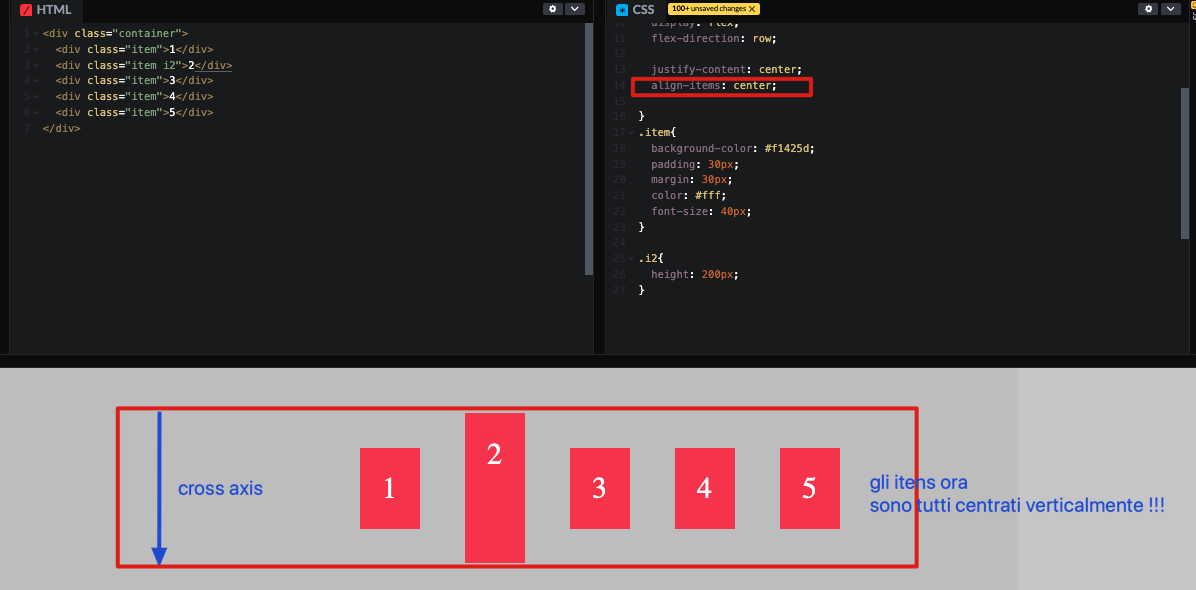 HTML
1 <div class="container">
2 <div class="item">1</div>
3 <div class="item i2">2</div>
4 <div class="item">3</div>
5 <div class="item">4</div>
6 <div class="item">5</div>
7 </div>
CSS 100+ unsaved changes ✕
10 display: flex;
11 flex-direction: row;
12
13 justify-content: center;
14 align-items: center;
15
16 }
17 .item{
18 background-color: #f1425d;
19 padding: 30px;
20 margin: 30px;
21 color: #fff;
22 font-size: 40px;
23 }
24
25 .i2{
26 height: 200px;
27 }
cross axis
1 2 3 4 5
gli itens ora
sono tutti centrati verticalmente !!!